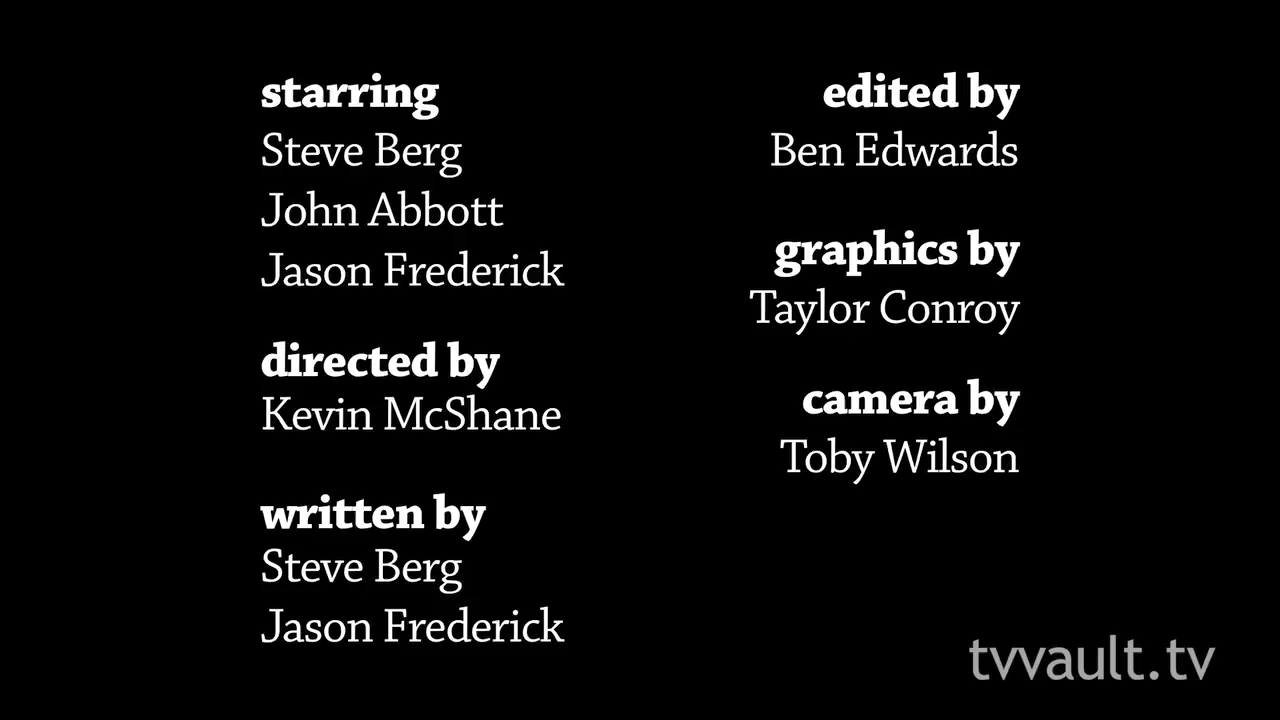 starring
Steve Berg
John Abbott
Jason Frederick
directed by
Kevin McShane
written by
Steve Berg
Jason Frederick
edited by
Ben Edwards
graphics by
Taylor Conroy
camera by
Toby Wilson
tvvault.tv